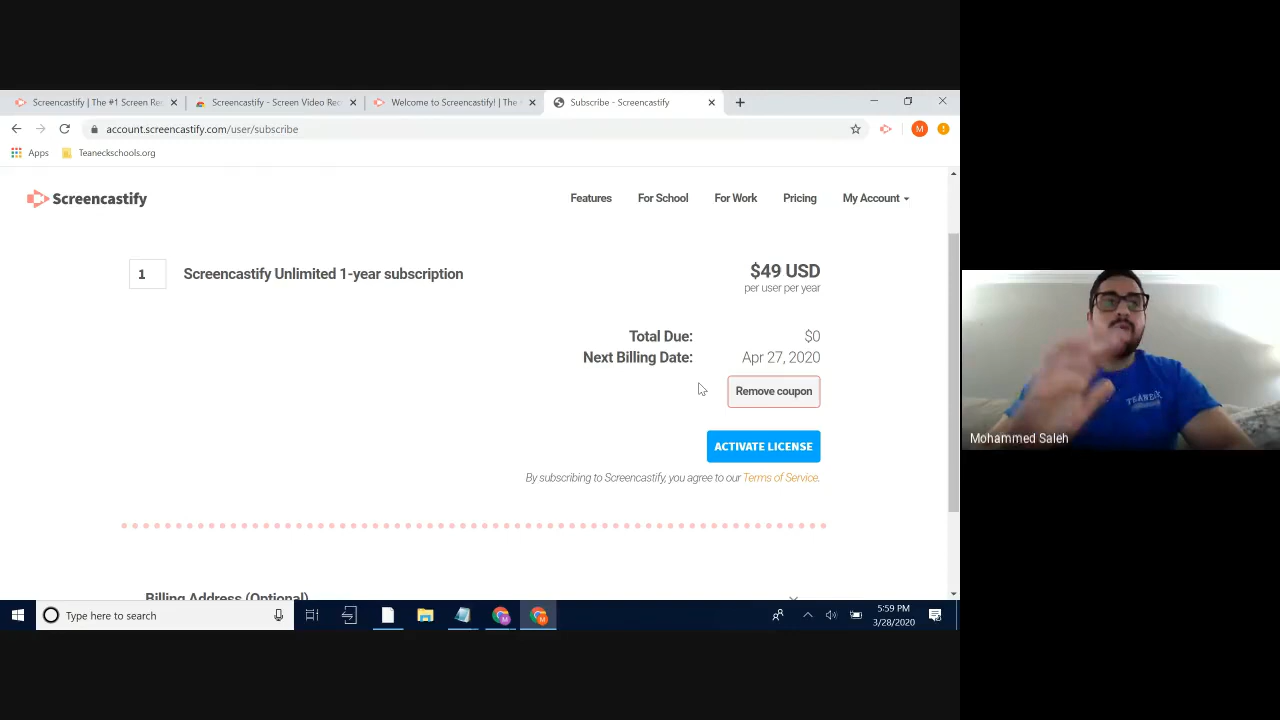 Screencastify | The #1 Screen Re
Screencastify - Screen Video Rec
Welcome to Screencastify! | The
Subscribe - Screencastify
account.screencastify.com/user/subscribe
M
Apps
Teaneckschools.org
Screencastify
Features
For School
For Work
Pricing
My Account
1
Screencastify Unlimited 1-year subscription
$49 USD
per user per year
Total Due:
$0
Next Billing Date:
Apr 27, 2020
Remove coupon
ACTIVATE LICENSE
By subscribing to Screencastify, you agree to our Terms of Service.
Billing Address (Optional)
TEANECK
Mohammed Saleh
Type here to search
5:59 PM
3/28/2020